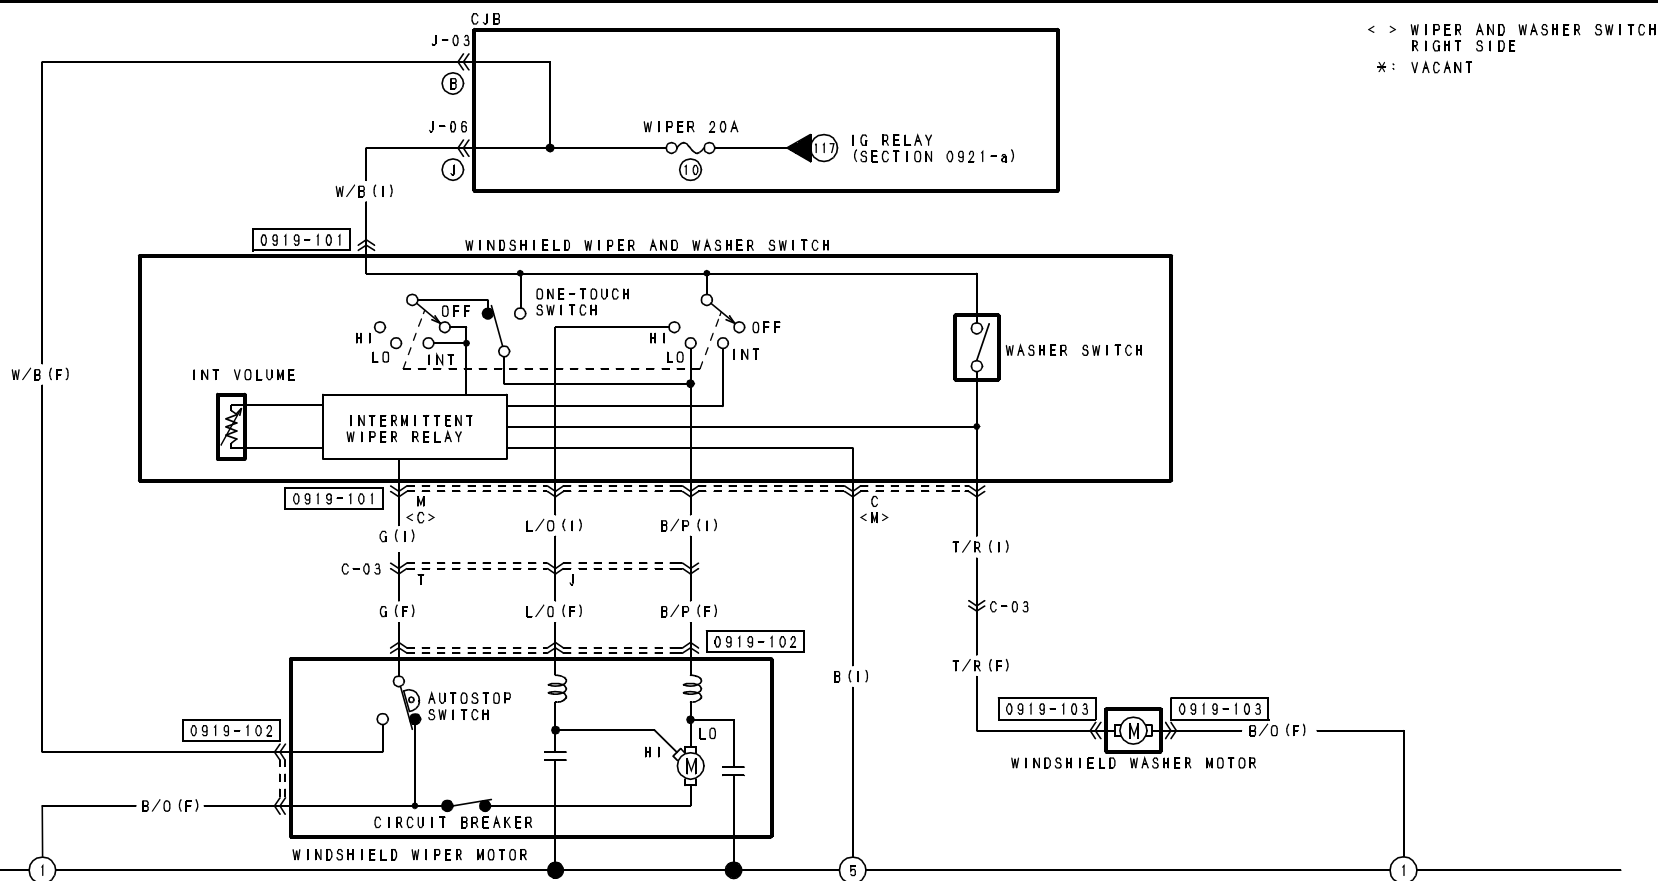 CJB
< > WIPER AND WASHER SWITCH
RIGHT SIDE
*: VACANT
J-03
B
J-06
J
WIPER 20A
10
117
IG RELAY
(SECTION 0921-a)
W/B(I)
0919-101
WINDSHIELD WIPER AND WASHER SWITCH
ONE-TOUCH
SWITCH
OFF
HI
LO
INT
HI
LO
OFF
INT
WASHER SWITCH
W/B(F)
INT VOLUME
INTERMITTENT
WIPER RELAY
0919-101
M
<C>
C
<M>
G(I)
L/O(I)
B/P(I)
T/R(I)
C-03
T
J
C-03
G(F)
L/O(F)
B/P(F)
0919-102
T/R(F)
B(I)
AUTOSTOP
SWITCH
0919-102
LO
HI
M
0919-103
M
0919-103
B/O(F)
WINDSHIELD WASHER MOTOR
B/O(F)
CIRCUIT BREAKER
WINDSHIELD WIPER MOTOR
1
5
1